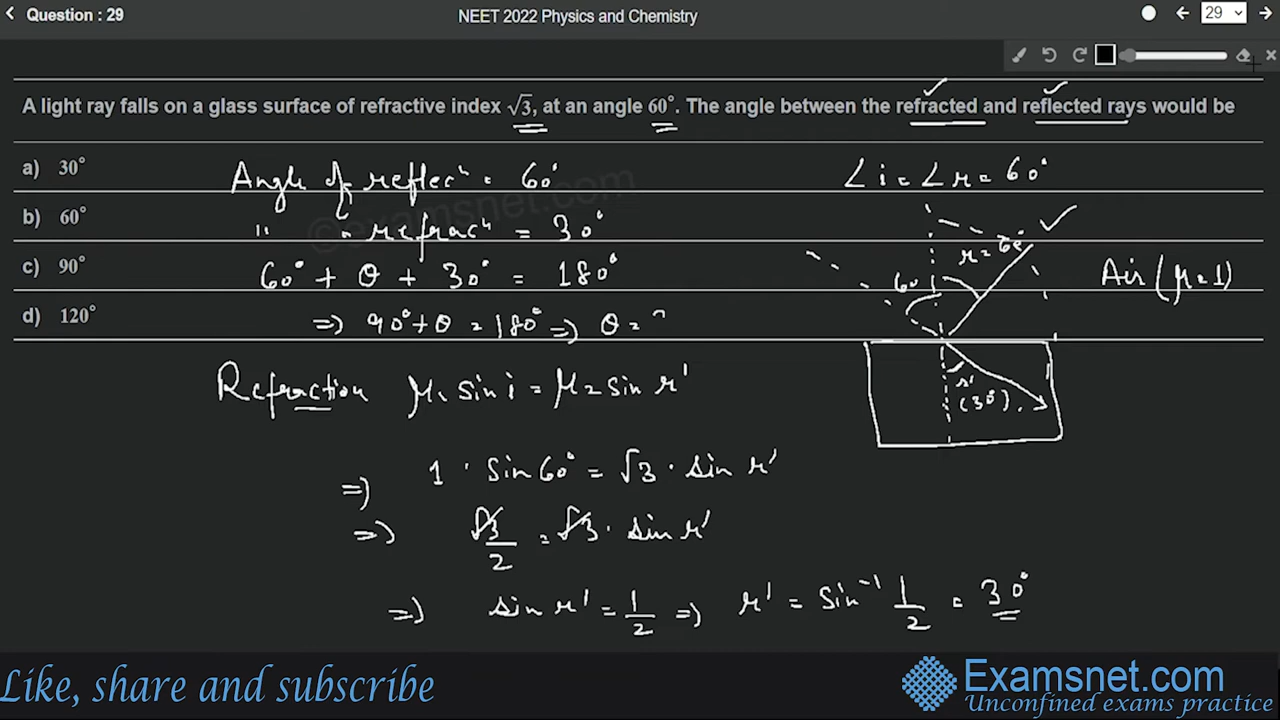 Question : 29
NEET 2022 Physics and Chemistry
29
A light ray falls on a glass surface of refractive index √3, at an angle 60°. The angle between the refracted and reflected rays would be
a) 30°
b) 60°
c) 90°
d) 120°
©examsnet.com
Angle of reflecⁿ = 60°
" " refracⁿ = 30°
60° + θ + 30° = 180°
=> 90° + θ = 180° => θ = ?
∠i = ∠r = 60°
r = 60°
60
Air (μ = 1)
r'
(30°)
Refraction μ₁ sin i = μ₂ sin r'
=> 1 · sin 60° = √3 · sin r'
=> √3/2 = √3 · sin r'
=> sin r' = 1/2 => r' = sin⁻¹ 1/2 = 30°
Like, share and subscribe
Examsnet.com
Unconfined exams practice